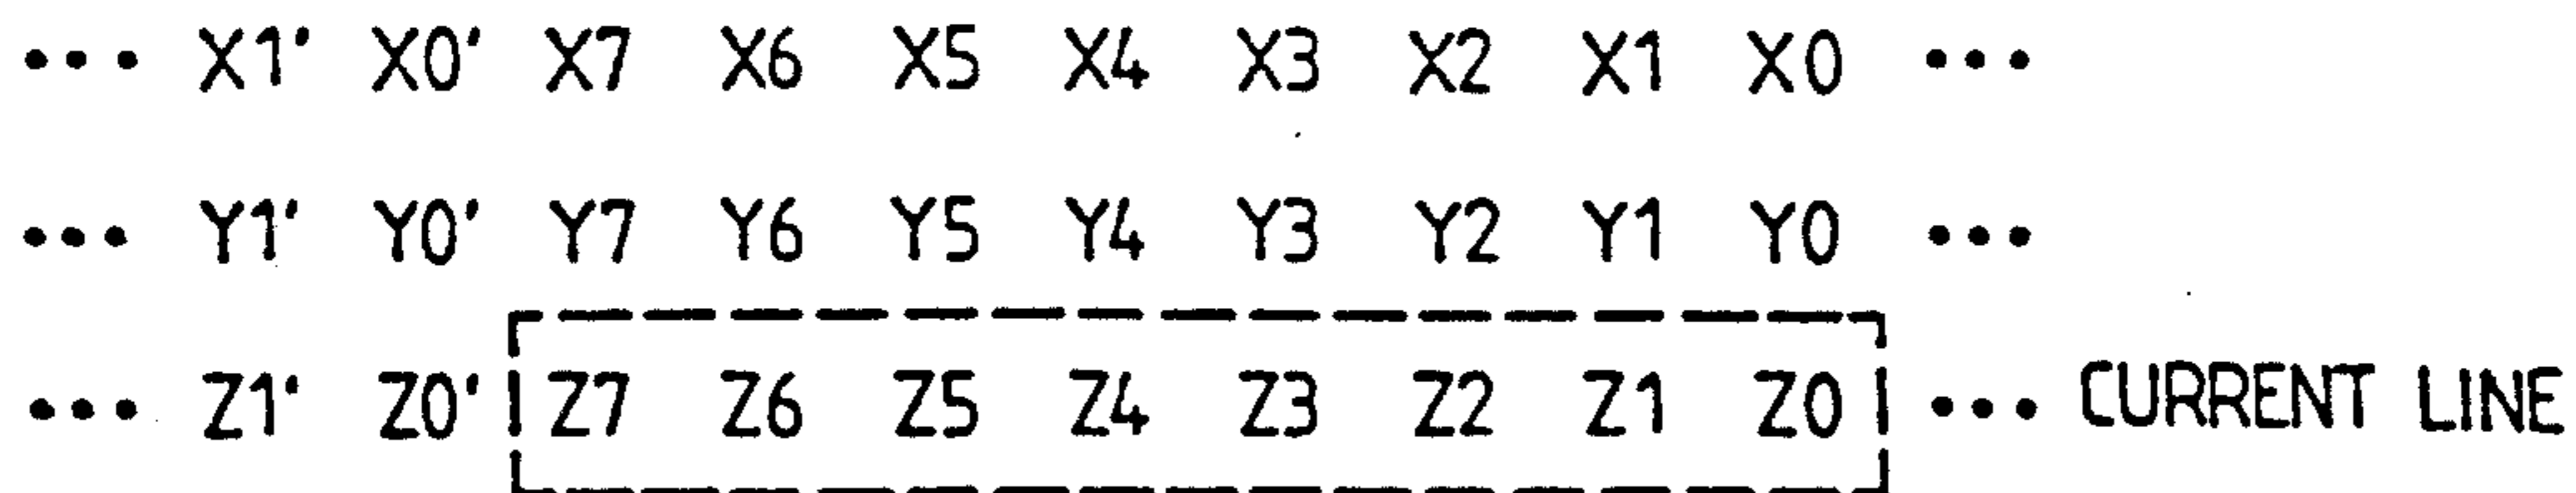 ••• X1' X0' X7 X6 X5 X4 X3 X2 X1 X0 •••
••• Y1' Y0' Y7 Y6 Y5 Y4 Y3 Y2 Y1 Y0 •••
••• Z1' Z0' Z7 Z6 Z5 Z4 Z3 Z2 Z1 Z0 ••• CURRENT LINE